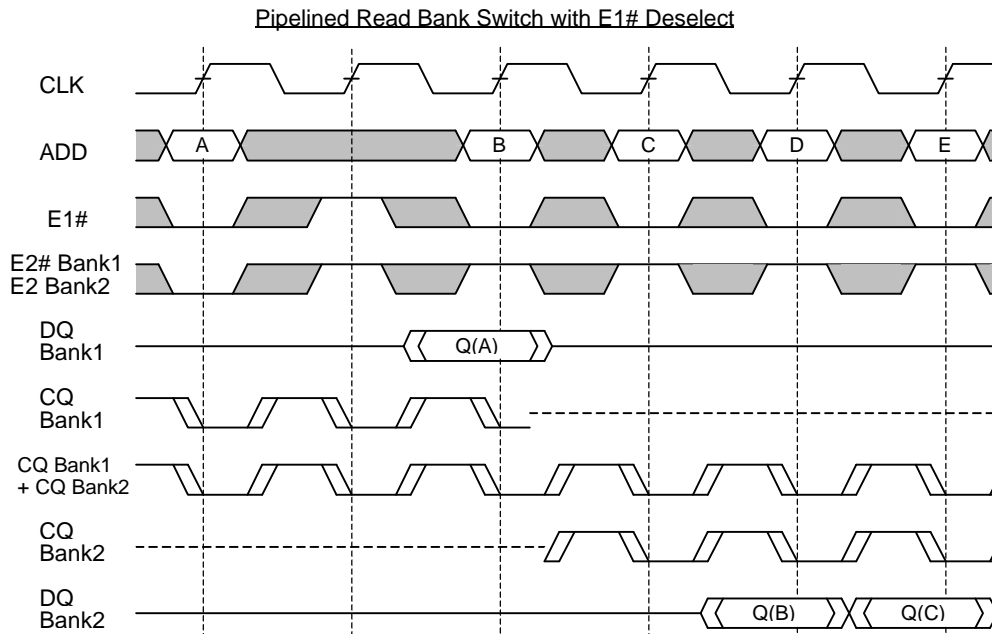 Pipelined Read Bank Switch with E1# Deselect
CLK
ADD
A
B
C
D
E
E1#
E2# Bank1
E2 Bank2
DQ
Bank1
Q(A)
CQ
Bank1
CQ Bank1
+ CQ Bank2
CQ
Bank2
DQ
Bank2
Q(B)
Q(C)